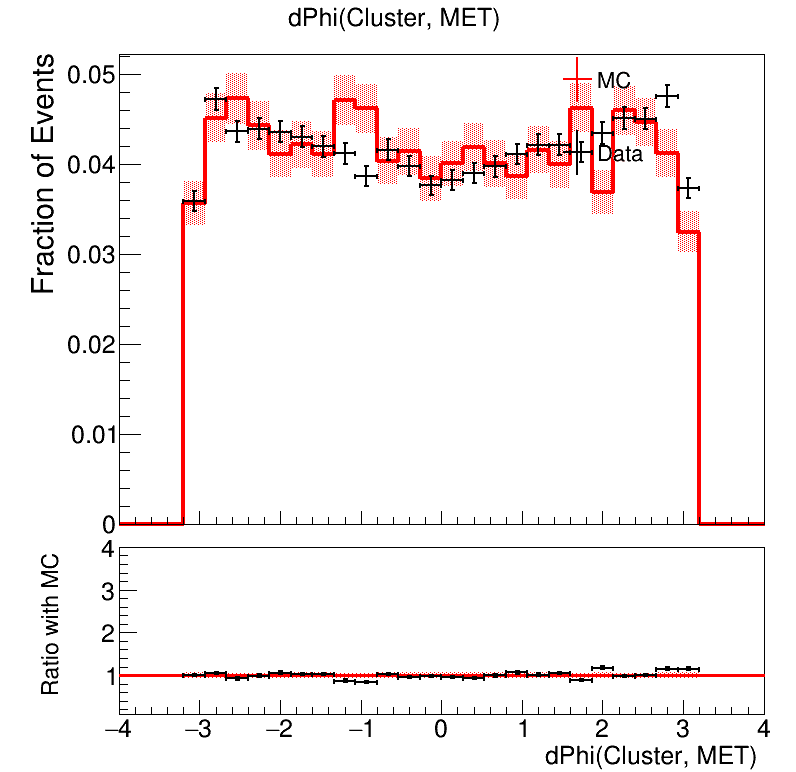 dPhi(Cluster, MET)
Fraction of Events
0.05
0.04
0.03
0.02
0.01
0
MC
Data
Ratio with MC
4
3
2
1
−4 −3 −2 −1 0 1 2 3 4
dPhi(Cluster, MET)